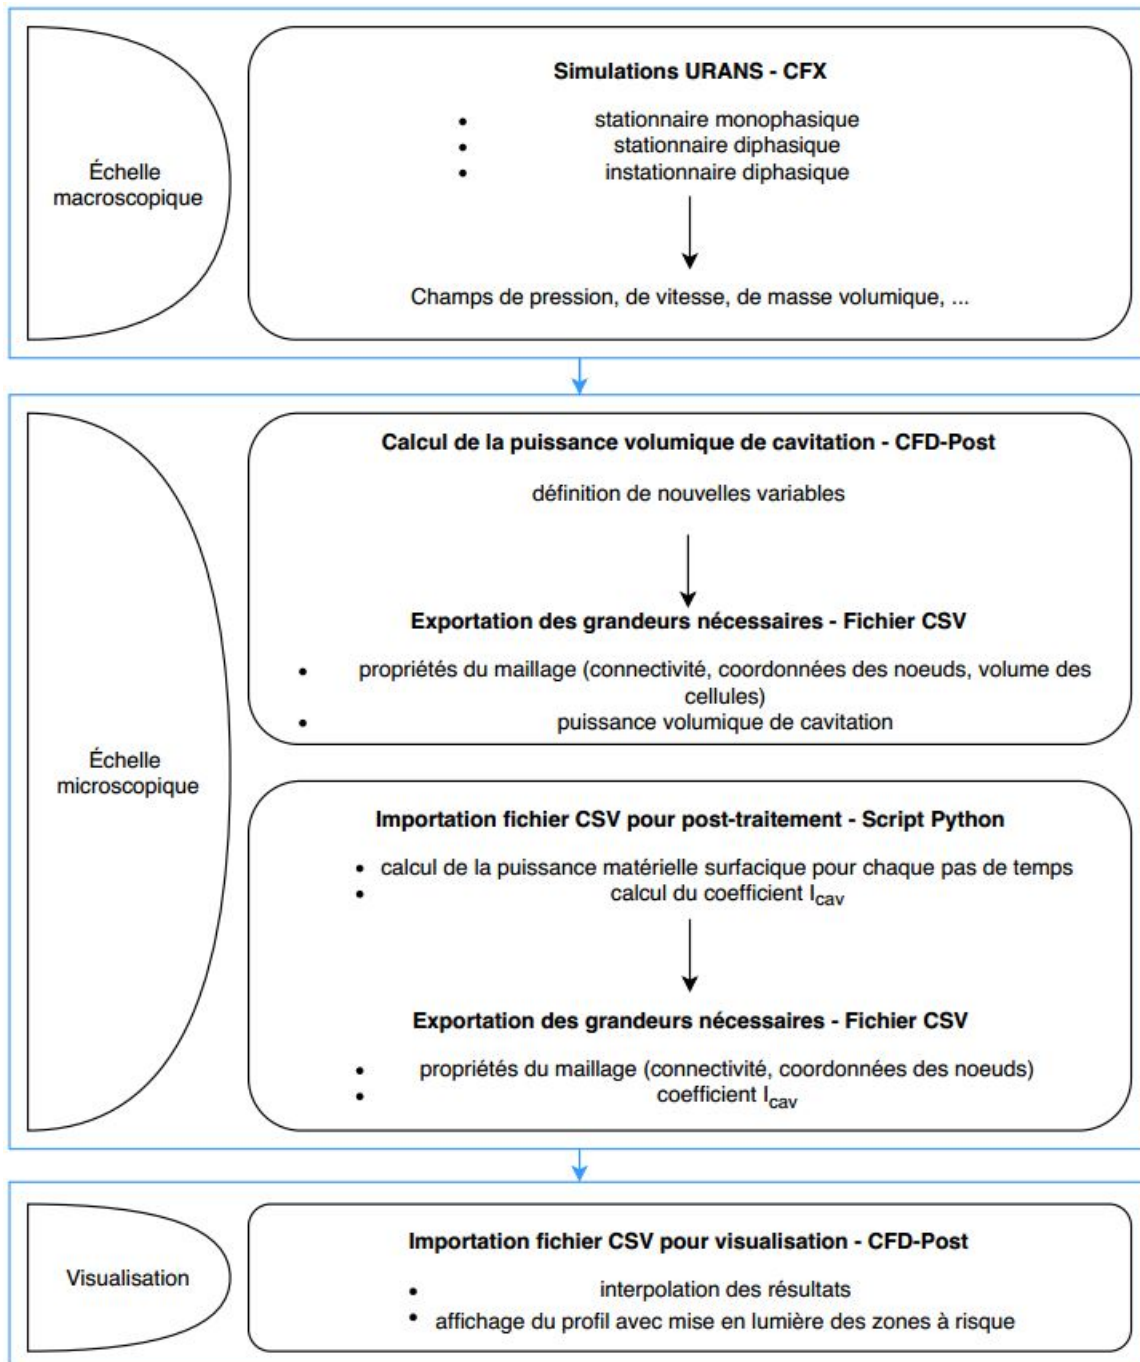 Échelle
macroscopique
Simulations URANS - CFX
• stationnaire monophasique
• stationnaire diphasique
• instationnaire diphasique
Champs de pression, de vitesse, de masse volumique, ...
Échelle
microscopique
Calcul de la puissance volumique de cavitation - CFD-Post
définition de nouvelles variables
Exportation des grandeurs nécessaires - Fichier CSV
• propriétés du maillage (connectivité, coordonnées des noeuds, volume des
cellules)
• puissance volumique de cavitation
Importation fichier CSV pour post-traitement - Script Python
• calcul de la puissance matérielle surfacique pour chaque pas de temps
• calcul du coefficient I_cav
Exportation des grandeurs nécessaires - Fichier CSV
• propriétés du maillage (connectivité, coordonnées des noeuds)
• coefficient I_cav
Visualisation
Importation fichier CSV pour visualisation - CFD-Post
• interpolation des résultats
• affichage du profil avec mise en lumière des zones à risque